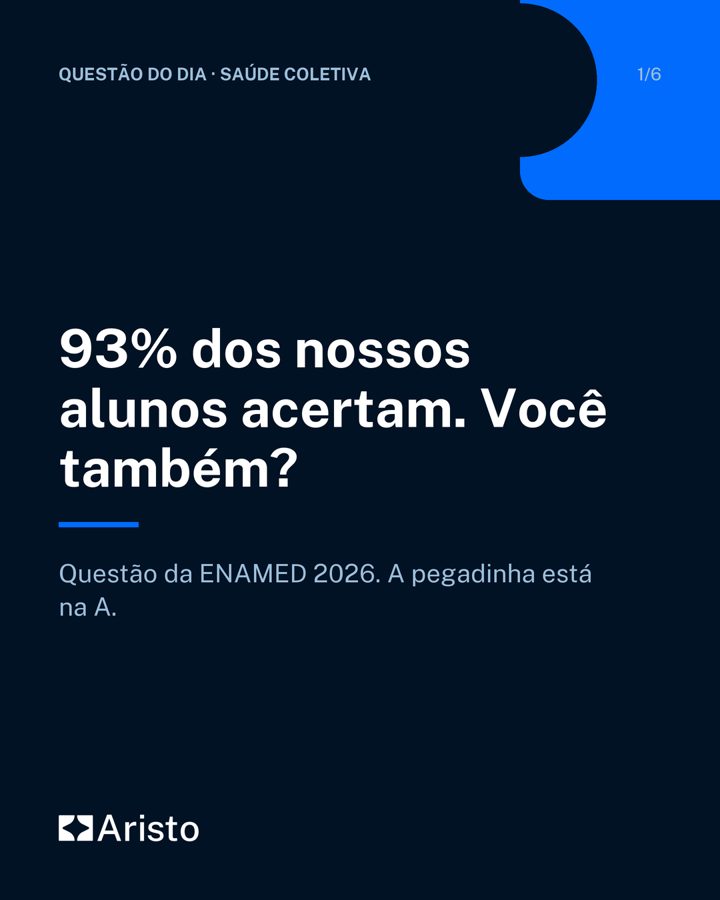 QUESTÃO DO DIA · SAÚDE COLETIVA
1/6
93% dos nossos
alunos acertam. Você
também?
Questão da ENAMED 2026. A pegadinha está
na A.
Aristo